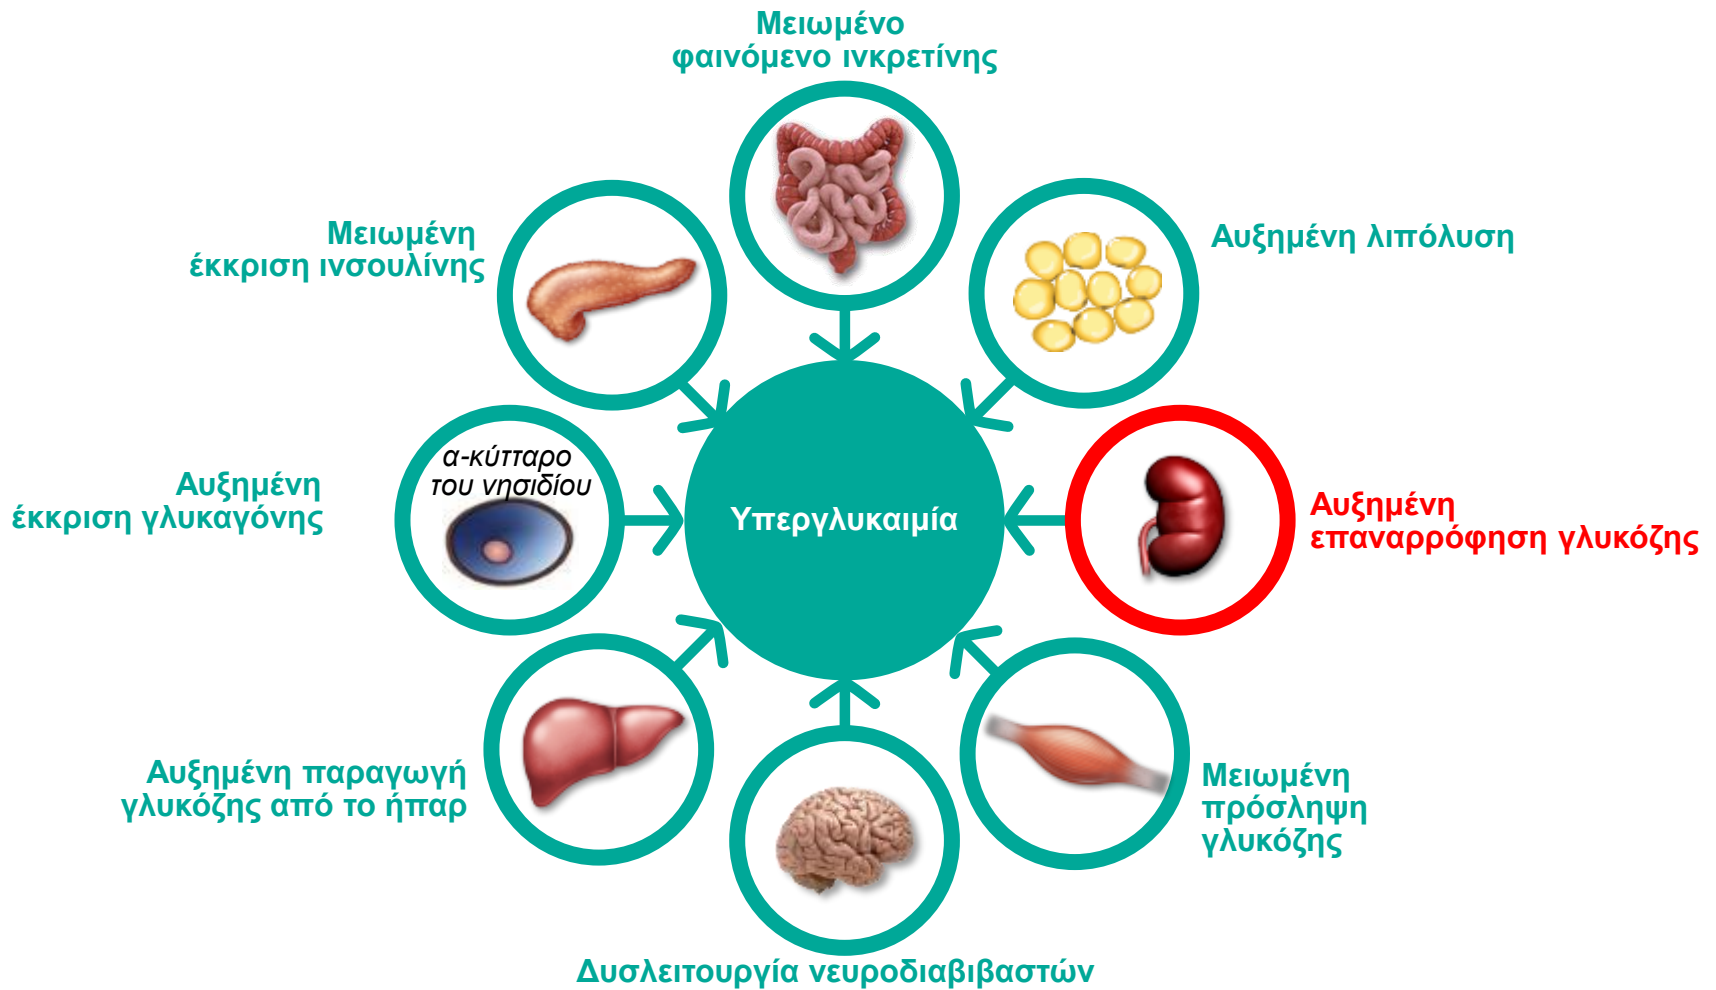 Μειωμένο
φαινόμενο ινκρετίνης
Μειωμένη
έκκριση ινσουλίνης
Αυξημένη λιπόλυση
α-κύτταρο
του νησιδίου
Αυξημένη
έκκριση γλυκαγόνης
Υπεργλυκαιμία
Αυξημένη
επαναρρόφηση γλυκόζης
Αυξημένη παραγωγή
γλυκόζης από το ήπαρ
Μειωμένη
πρόσληψη
γλυκόζης
Δυσλειτουργία νευροδιαβιβαστών